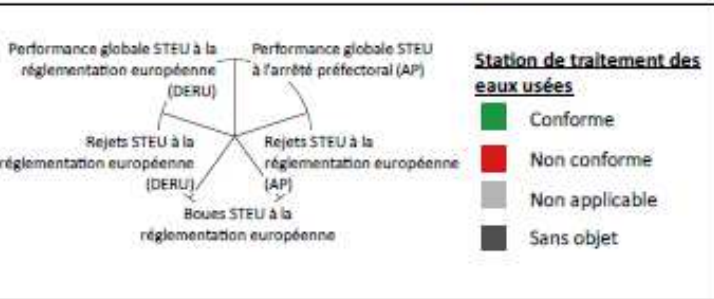 Performance globale STEU à la
réglementation européenne
(DERU)
Performance globale STEU
à l'arrêté préfectoral (AP)
Rejets STEU à la
réglementation européenne
(DERU)
Rejets STEU à la
réglementation européenne
(AP)
Boues STEU à la
réglementation européenne
Station de traitement des
eaux usées
Conforme
Non conforme
Non applicable
Sans objet